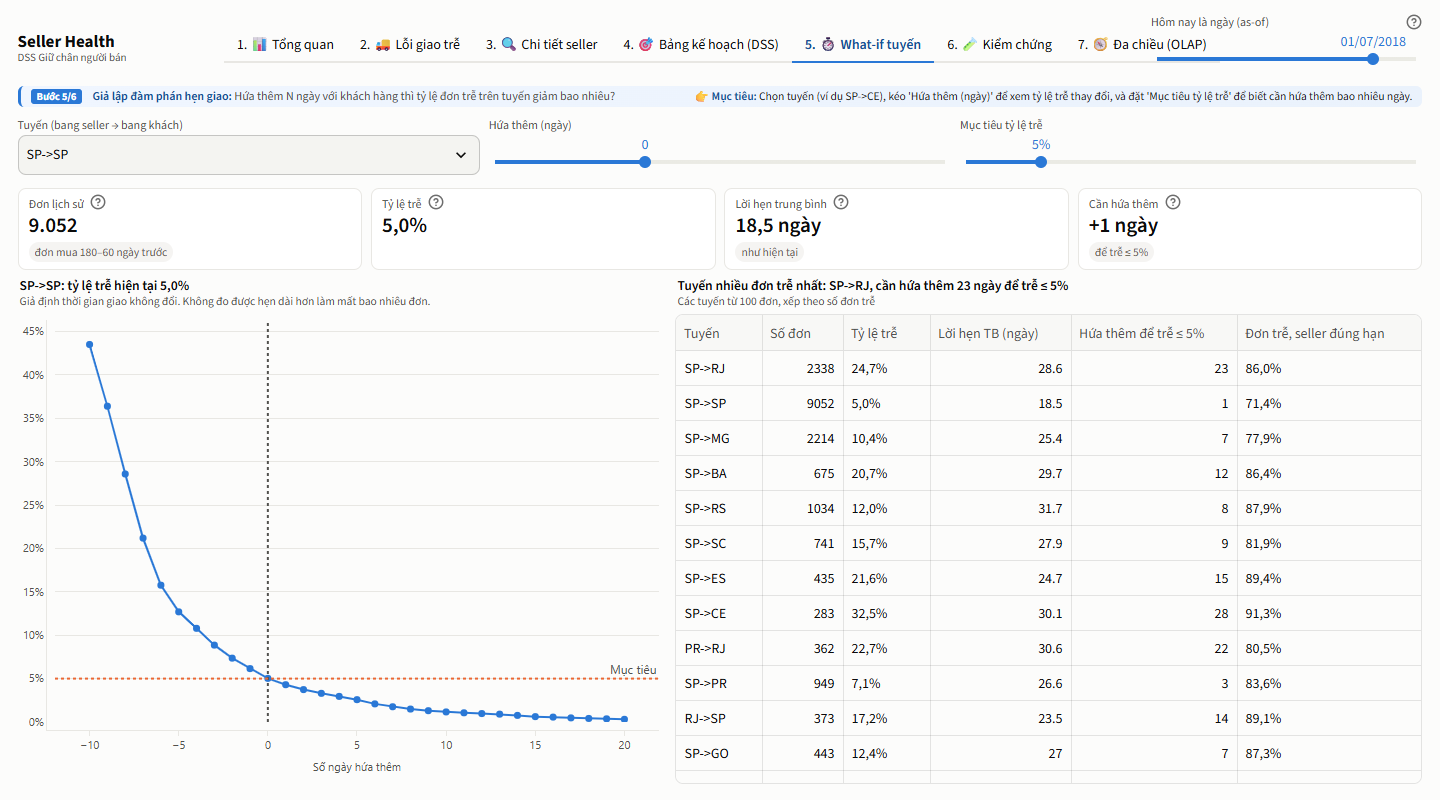 Hôm nay là ngày (as-of)
Seller Health
DSS Giữ chân người bán
1. 📊 Tổng quan
2. 🚚 Lỗi giao trễ
3. 🔍 Chi tiết seller
4. 🎯 Bảng kế hoạch (DSS)
5. ⏱ What-if tuyến
6. 🧪 Kiểm chứng
7. 🧭 Đa chiều (OLAP)
01/07/2018
Bước 5/6 Giả lập đàm phán hẹn giao: Hứa thêm N ngày với khách hàng thì tỷ lệ đơn trễ trên tuyến giảm bao nhiêu?
👉 Mục tiêu: Chọn tuyến (ví dụ SP->CE), kéo 'Hứa thêm (ngày)' để xem tỷ lệ trễ thay đổi, và đặt 'Mục tiêu tỷ lệ trễ' để biết cần hứa thêm bao nhiêu ngày.
Tuyến (bang seller → bang khách)
SP->SP
Hứa thêm (ngày)
0
Mục tiêu tỷ lệ trễ
5%
Đơn lịch sử
9.052
đơn mua 180–60 ngày trước
Tỷ lệ trễ
5,0%
Lời hẹn trung bình
18,5 ngày
như hiện tại
Cần hứa thêm
+1 ngày
để trễ ≤ 5%
SP->SP: tỷ lệ trễ hiện tại 5,0%
Giả định thời gian giao không đổi. Không đo được hẹn dài hơn làm mất bao nhiêu đơn.
45%
40%
35%
30%
25%
20%
15%
10%
5%
0%
Mục tiêu
−10 −5 0 5 10 15 20
Số ngày hứa thêm
Tuyến nhiều đơn trễ nhất: SP->RJ, cần hứa thêm 23 ngày để trễ ≤ 5%
Các tuyến từ 100 đơn, xếp theo số đơn trễ
Tuyến Số đơn Tỷ lệ trễ Lời hẹn TB (ngày) Hứa thêm để trễ ≤ 5% Đơn trễ, seller đúng hạn
SP->RJ 2338 24,7% 28.6 23 86,0%
SP->SP 9052 5,0% 18.5 1 71,4%
SP->MG 2214 10,4% 25.4 7 77,9%
SP->BA 675 20,7% 29.7 12 86,4%
SP->RS 1034 12,0% 31.7 8 87,9%
SP->SC 741 15,7% 27.9 9 81,9%
SP->ES 435 21,6% 24.7 15 89,4%
SP->CE 283 32,5% 30.1 28 91,3%
PR->RJ 362 22,7% 30.6 22 80,5%
SP->PR 949 7,1% 26.6 3 83,6%
RJ->SP 373 17,2% 23.5 14 89,1%
SP->GO 443 12,4% 27 7 87,3%